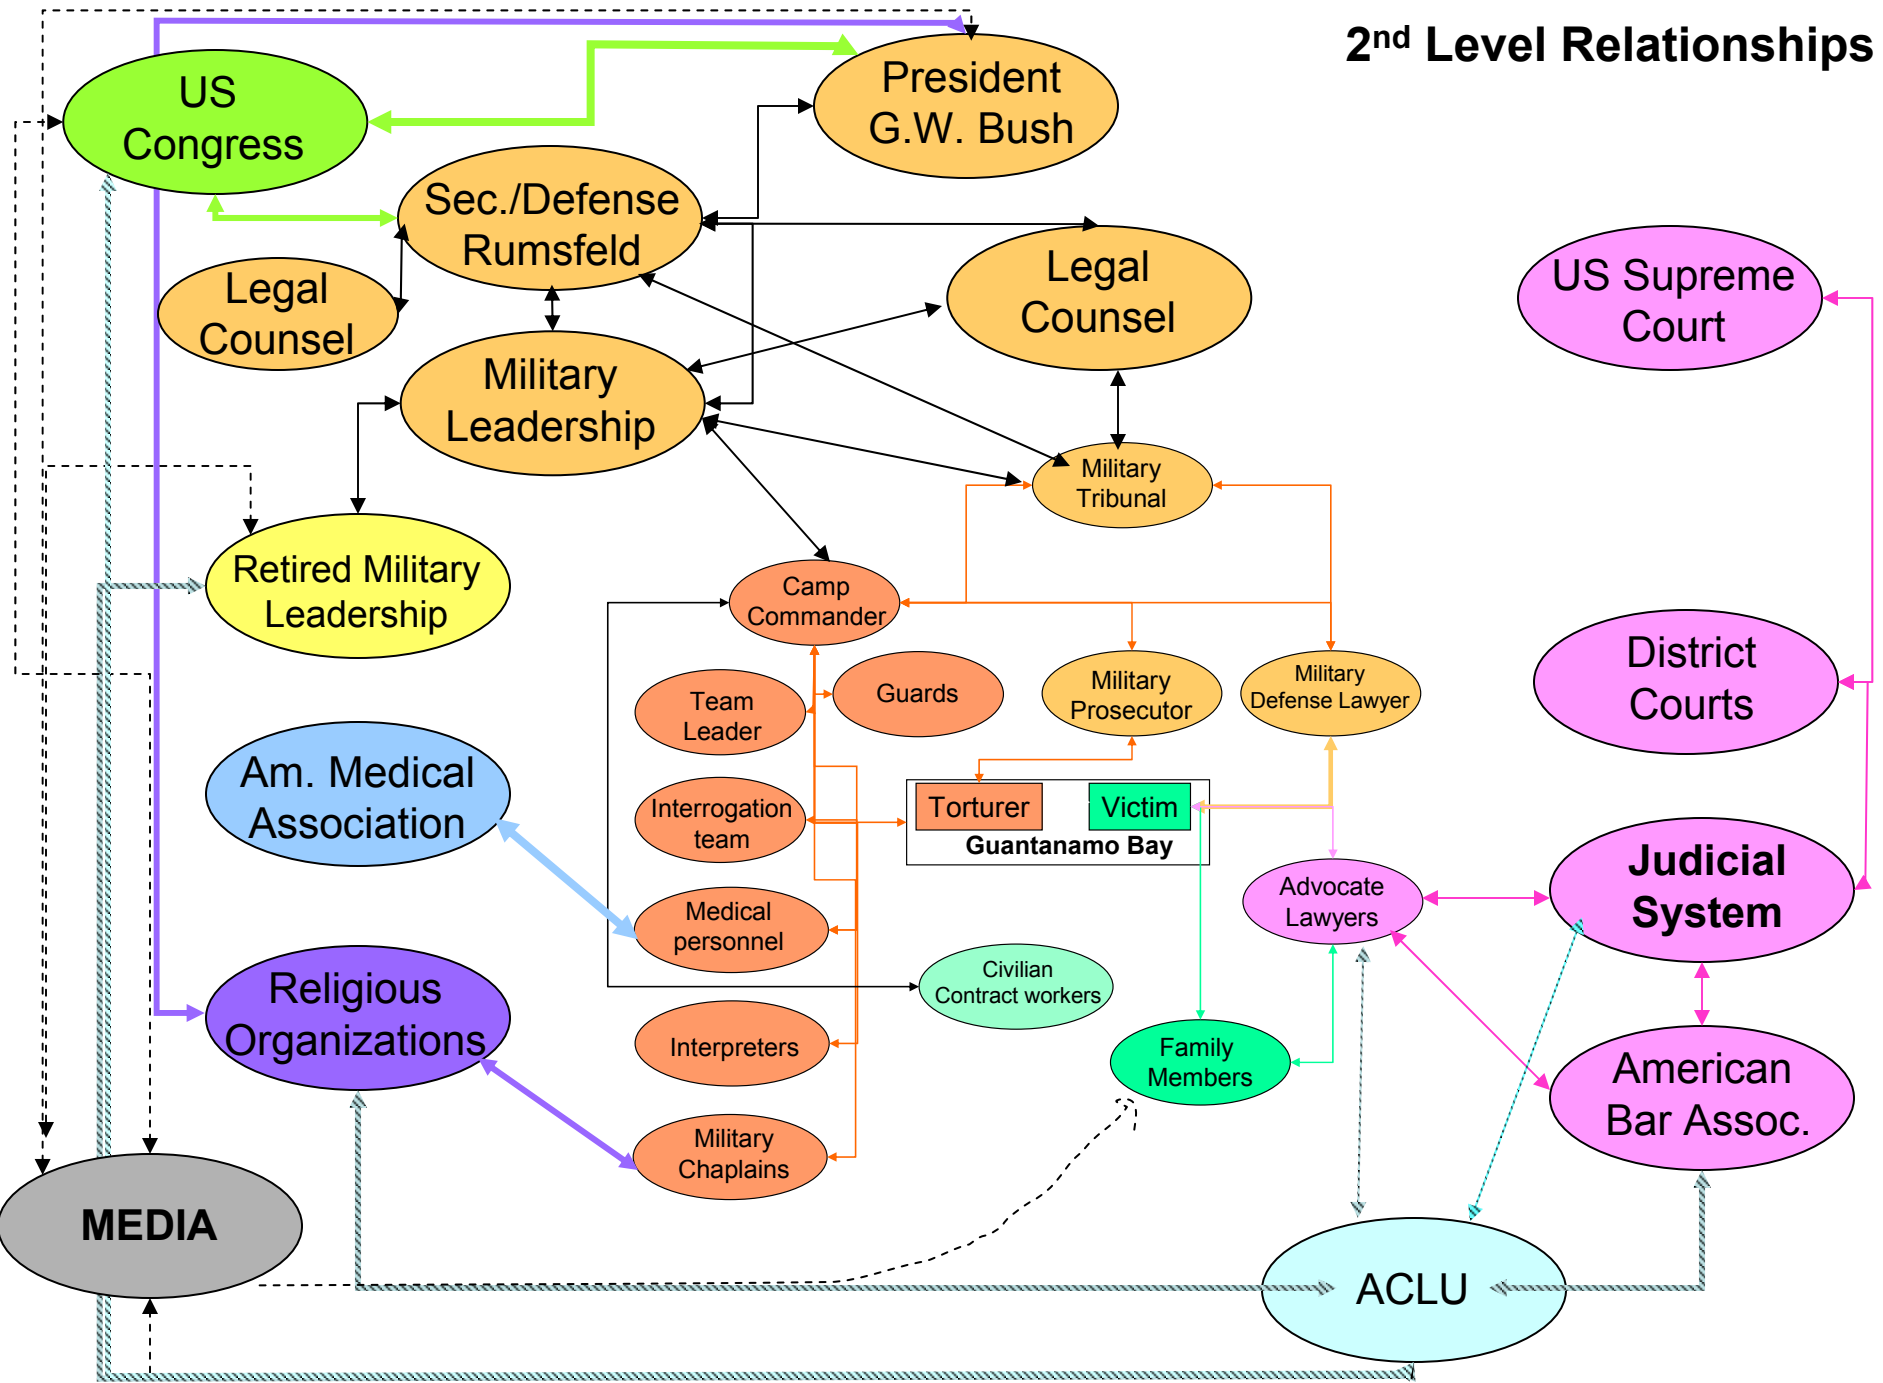 2nd Level Relationships
US
Congress
President
G.W. Bush
Sec./Defense
Rumsfeld
Legal
Counsel
Legal
Counsel
US Supreme
Court
Military
Leadership
Military
Tribunal
Retired Military
Leadership
Camp
Commander
Team
Leader
Guards
Military
Prosecutor
Military
Defense Lawyer
District
Courts
Am. Medical
Association
Interrogation
team
Torturer
Victim
Guantanamo Bay
Judicial
System
Advocate
Lawyers
Medical
personnel
Civilian
Contract workers
Religious
Organizations
Interpreters
Family
Members
American
Bar Assoc.
Military
Chaplains
MEDIA
ACLU